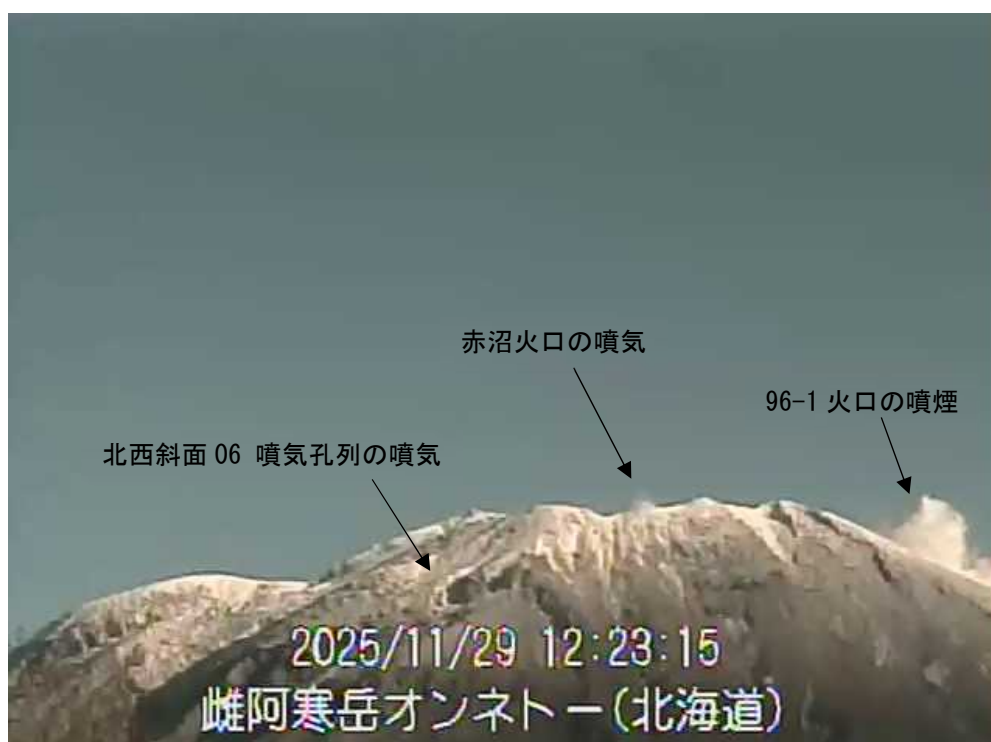 赤沼火口の噴気
96-1 火口の噴煙
北西斜面 06 噴気孔列の噴気
2025/11/29 12:23:15
雌阿寒岳オンネトー(北海道)